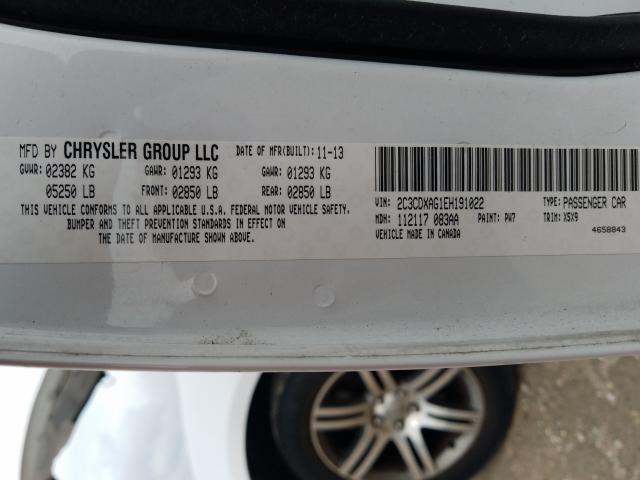 MFD BY CHRYSLER GROUP LLC DATE OF MFR(BUILT): 11-13
GVWR: 02382 KG GAWR: 01293 KG GAWR: 01293 KG
05250 LB FRONT: 02850 LB REAR: 02850 LB
THIS VEHICLE CONFORMS TO ALL APPLICABLE U.S.A. FEDERAL MOTOR VEHICLE SAFETY,
BUMPER AND THEFT PREVENTION STANDARDS IN EFFECT ON
THE DATE OF MANUFACTURE SHOWN ABOVE.
VIN: 2C3CDXAG1EH191022 TYPE: PASSENGER CAR
MDH: 112117 083AA PAINT: PW7 TRIM: X5X9
VEHICLE MADE IN CANADA 4658843